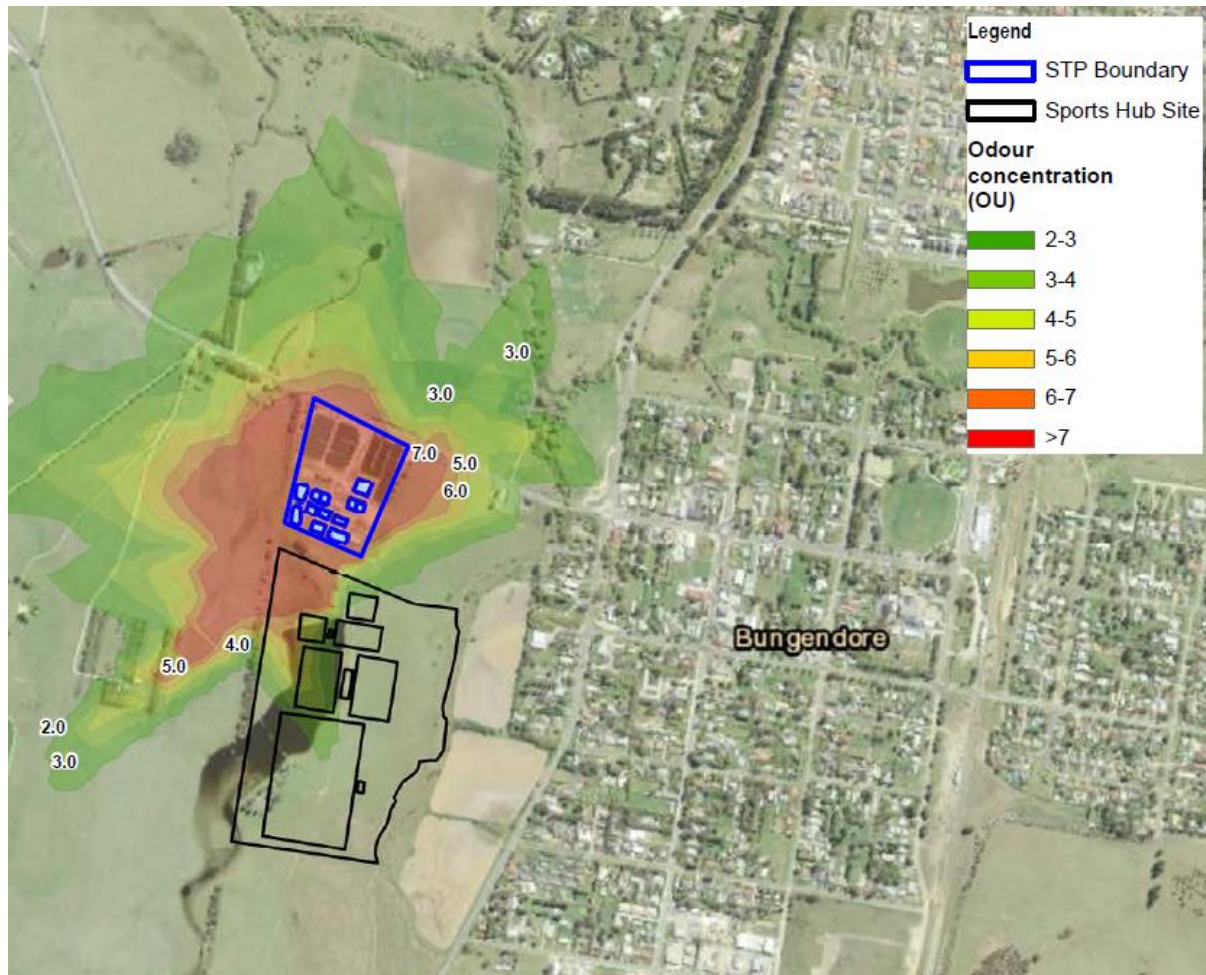 Legend
STP Boundary
Sports Hub Site
Odour
concentration
(OU)
2-3
3-4
4-5
5-6
6-7
>7
3.0
3.0
7.0
5.0
6.0
Bungendore
4.0
5.0
2.0
3.0